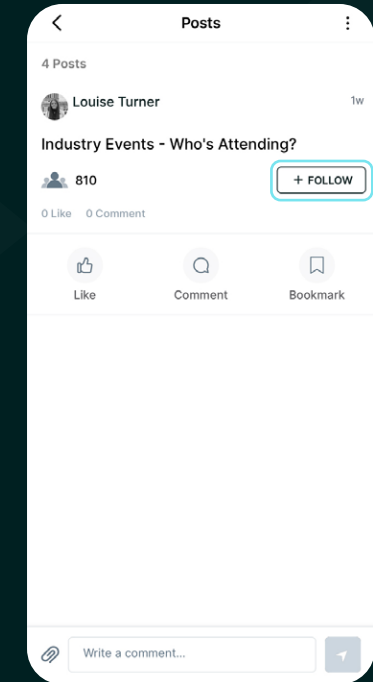 Posts
4 Posts
Louise Turner 1w
Industry Events - Who's Attending?
810 + FOLLOW
0 Like 0 Comment
Like Comment Bookmark
Write a comment...